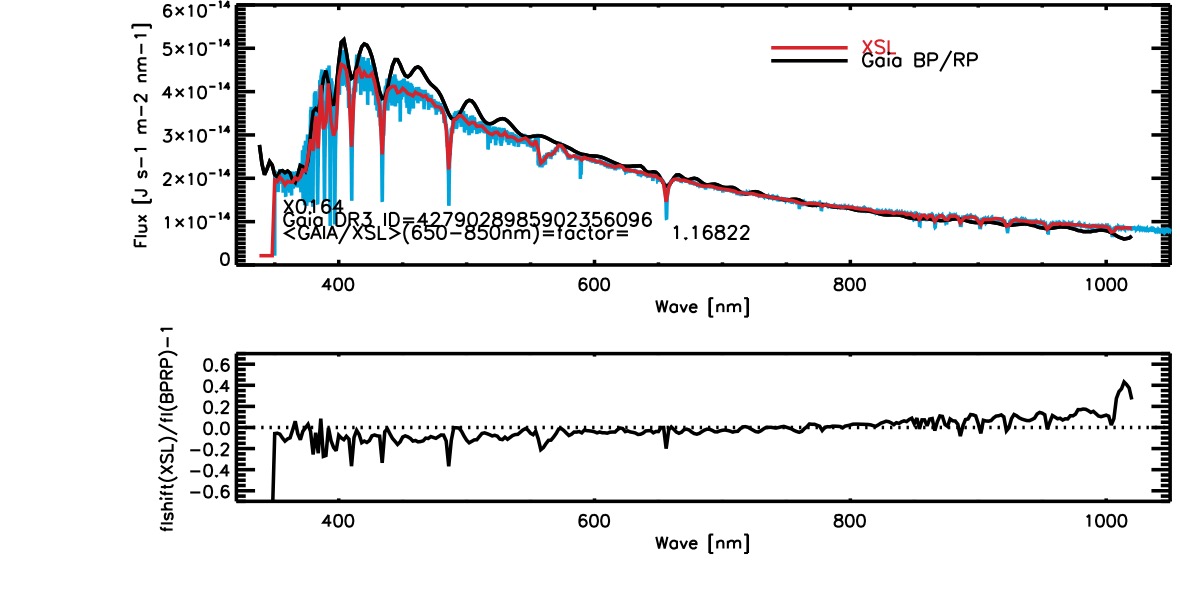 6×10⁻¹⁴
5×10⁻¹⁴
4×10⁻¹⁴
3×10⁻¹⁴
2×10⁻¹⁴
1×10⁻¹⁴
0
Flux [J s−1 m−2 nm−1]
XSL
Gaia BP/RP
X0164
Gaia DR3 ID=4279028985902356096
<GAIA/XSL>(650−850nm)=factor= 1.16822
400 600 800 1000
Wave [nm]
0.6
0.4
0.2
0.0
−0.2
−0.4
−0.6
flshift(XSL)/fl(BPRP)−1
400 600 800 1000
Wave [nm]